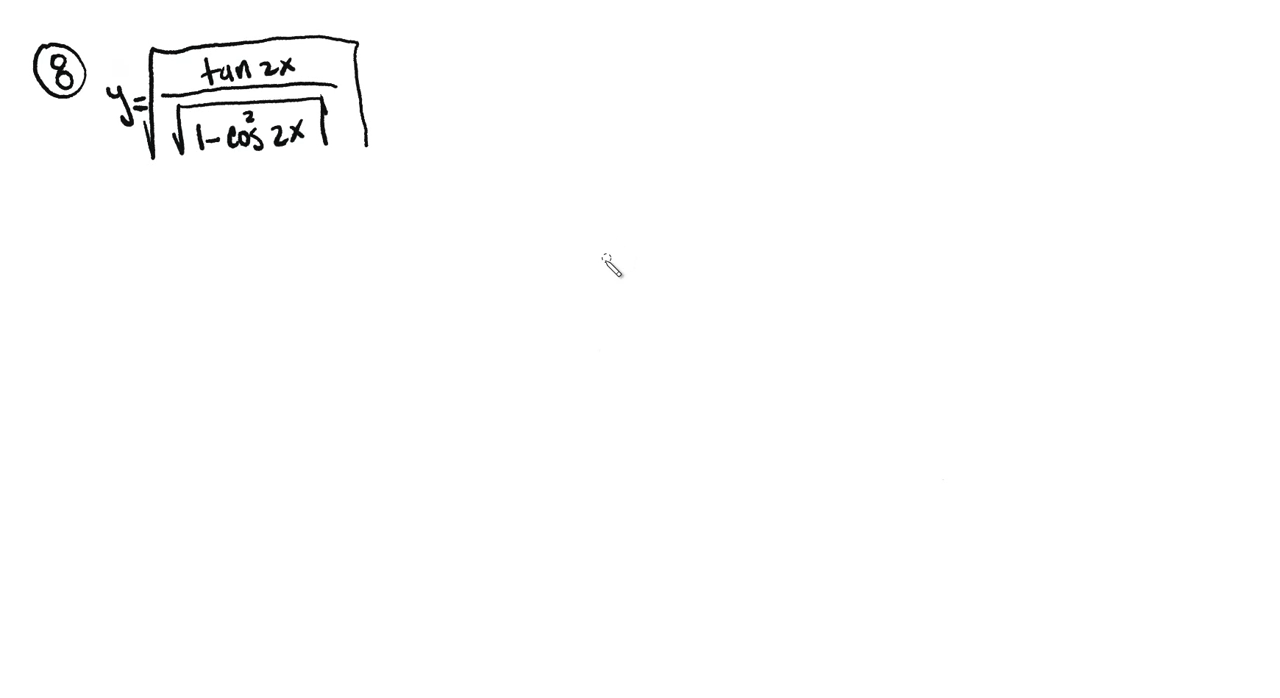 ⑧ y=√(tan 2x / √(1-cos² 2x))